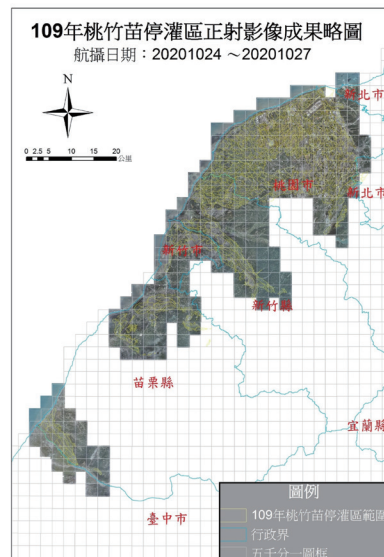 109年桃竹苗停灌區正射影像成果略圖
航攝日期：20201024 ～20201027
N
0 2.5 5 10 15 20
公里
新北市
桃園市
新北市
新竹市
新竹縣
苗栗縣
宜蘭縣
臺中市
圖例
109年桃竹苗停灌區範圍
行政界
五千分一圖框